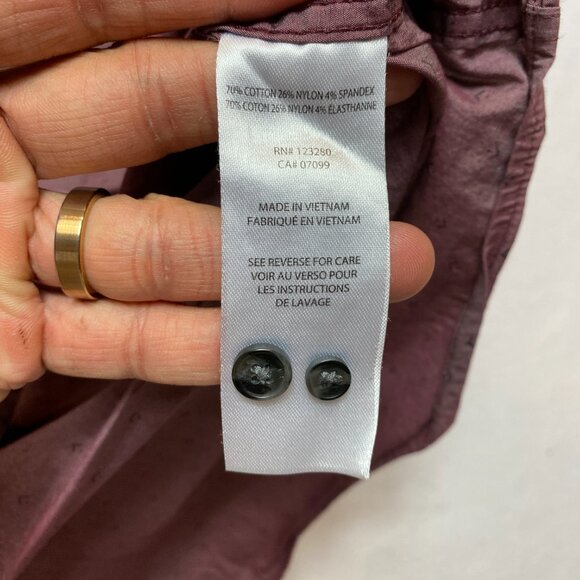 70% COTTON 26% NYLON 4% SPANDEX
70% COTON 26% NYLON 4% ÉLASTHANNE
RN# 123280
CA# 07099
MADE IN VIETNAM
FABRIQUÉ EN VIETNAM
SEE REVERSE FOR CARE
VOIR AU VERSO POUR
LES INSTRUCTIONS
DE LAVAGE